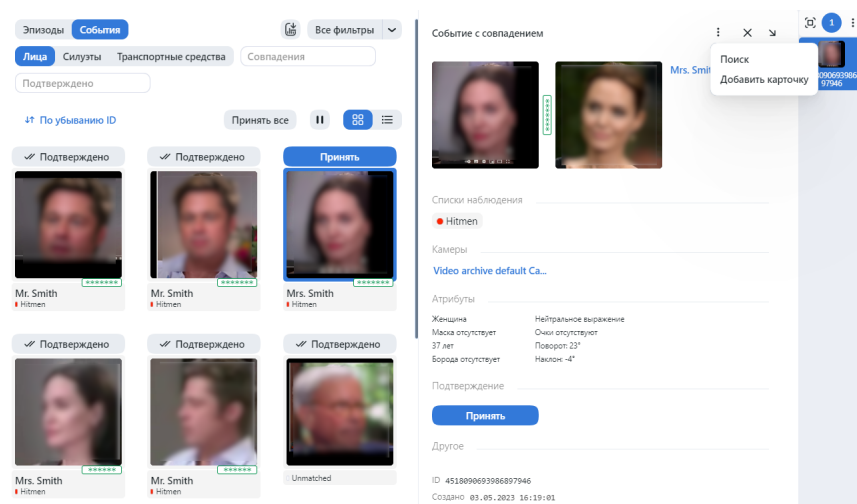 Эпизоды События
Все фильтры
Лица Силуэты Транспортные средства Совпадения
Подтверждено
По убыванию ID
Принять все
Подтверждено Подтверждено Принять
******* ******* *******
Mr. Smith Mr. Smith Mrs. Smith
Hitmen Hitmen Hitmen
Подтверждено Подтверждено Подтверждено
****** ******
Mrs. Smith Mr. Smith Unmatched
Hitmen Hitmen
Событие с совпадением
Mrs. Smit
Поиск
Добавить карточку
Списки наблюдения
Hitmen
Камеры
Video archive default Ca...
Атрибуты
Женщина Нейтральное выражение
Маска отсутствует Очки отсутствуют
37 лет Поворот: 23°
Борода отсутствует Наклон: -4°
Подтверждение
Принять
Другое
ID 4518090693986897946
Создано 03.05.2023 16:19:01
1
97946